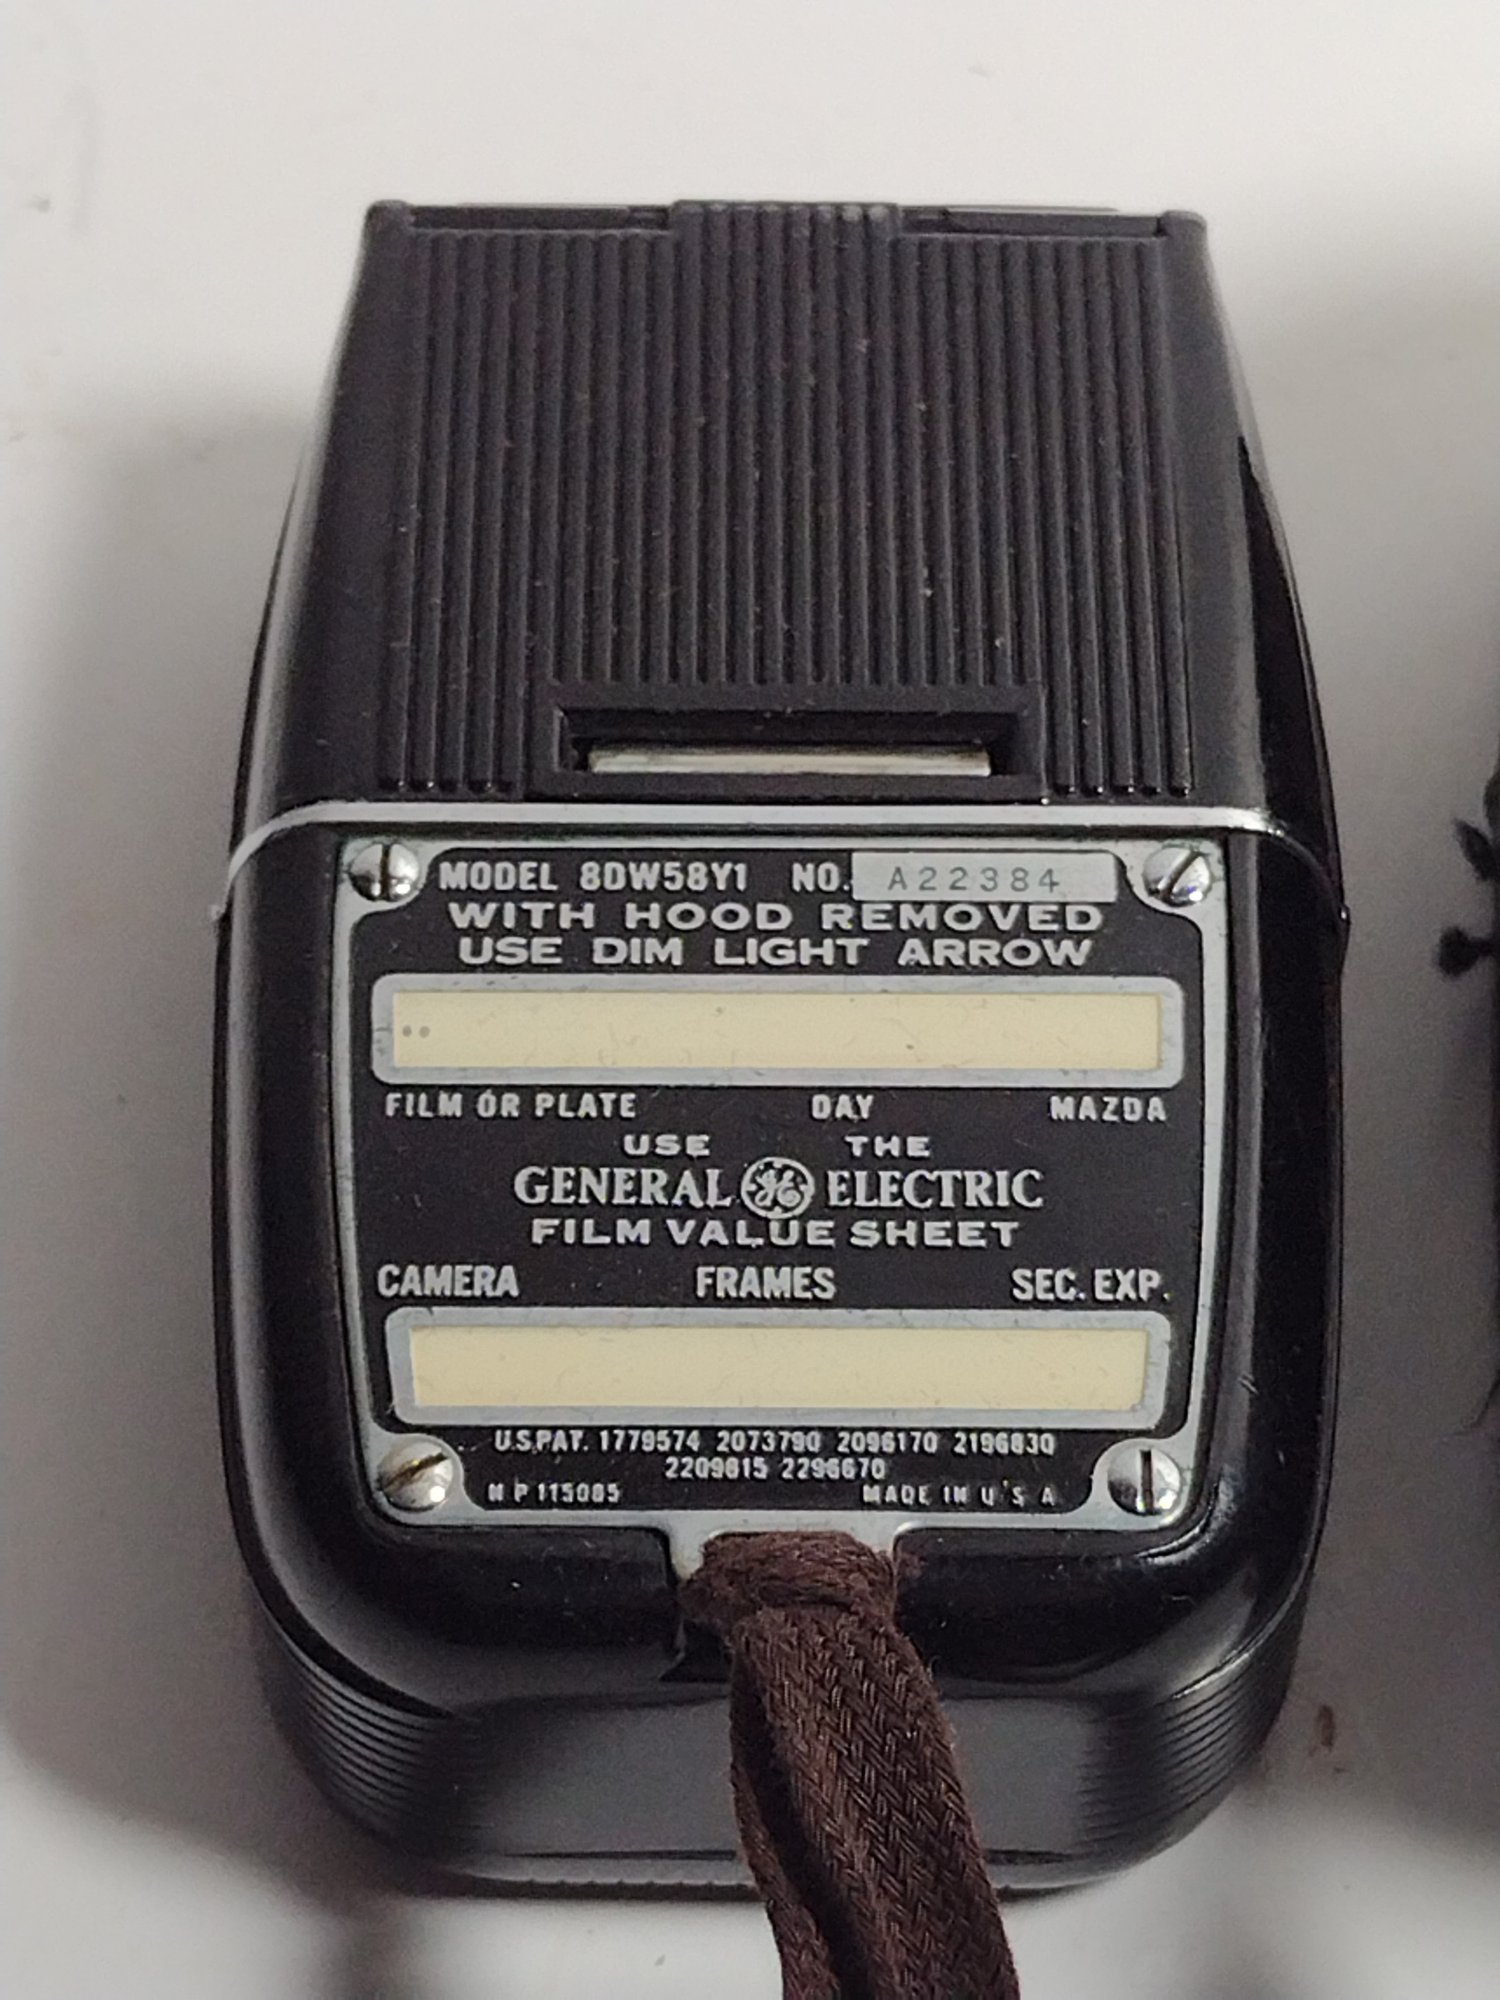 MODEL 8DW58Y1 NO. A22384
WITH HOOD REMOVED
USE DIM LIGHT ARROW
FILM OR PLATE DAY MAZDA
USE THE
GENERAL GE ELECTRIC
FILM VALUE SHEET
CAMERA FRAMES SEC. EXP.
U.S.PAT. 1779574 2073790 2096170 2196830
2209815 2296670
N P 115085 MADE IN U S A